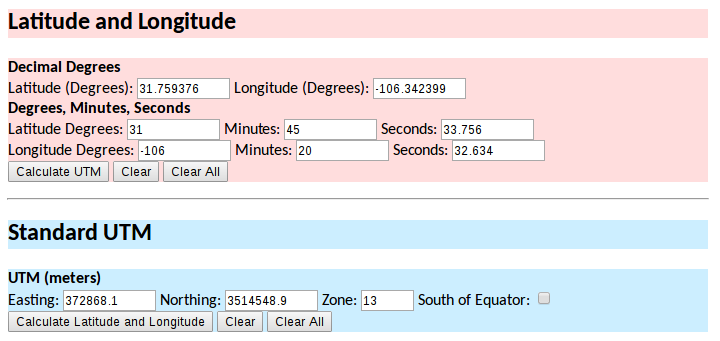 Latitude and Longitude
Decimal Degrees
Latitude (Degrees): 31.759376 Longitude (Degrees): -106.342399
Degrees, Minutes, Seconds
Latitude Degrees: 31 Minutes: 45 Seconds: 33.756
Longitude Degrees: -106 Minutes: 20 Seconds: 32.634
Calculate UTM Clear Clear All
Standard UTM
UTM (meters)
Easting: 372868.1 Northing: 3514548.9 Zone: 13 South of Equator:
Calculate Latitude and Longitude Clear Clear All